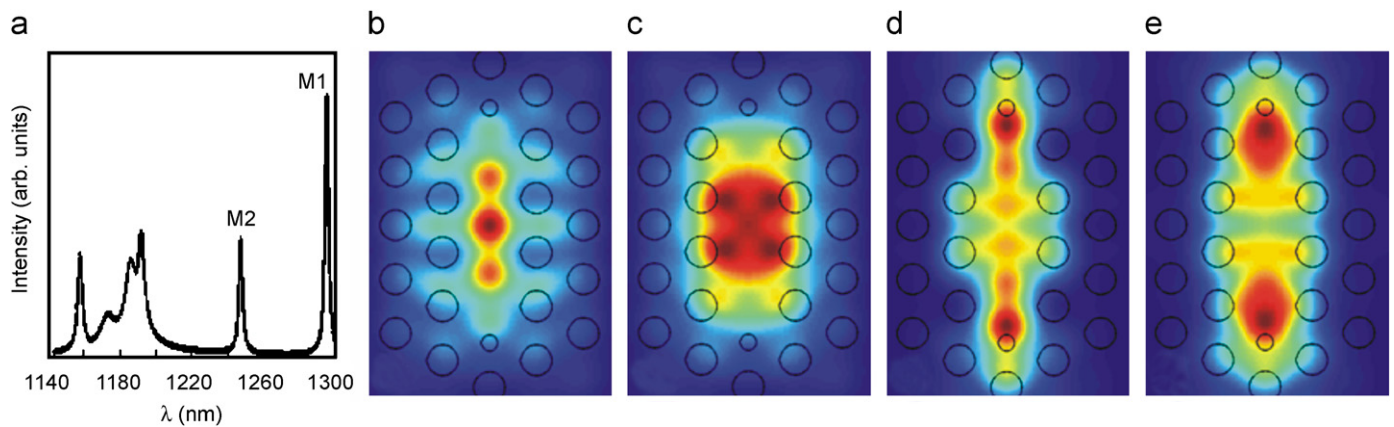 a
b
c
d
e
M1
M2
Intensity (arb. units)
1140 1180 1220 1260 1300
λ (nm)